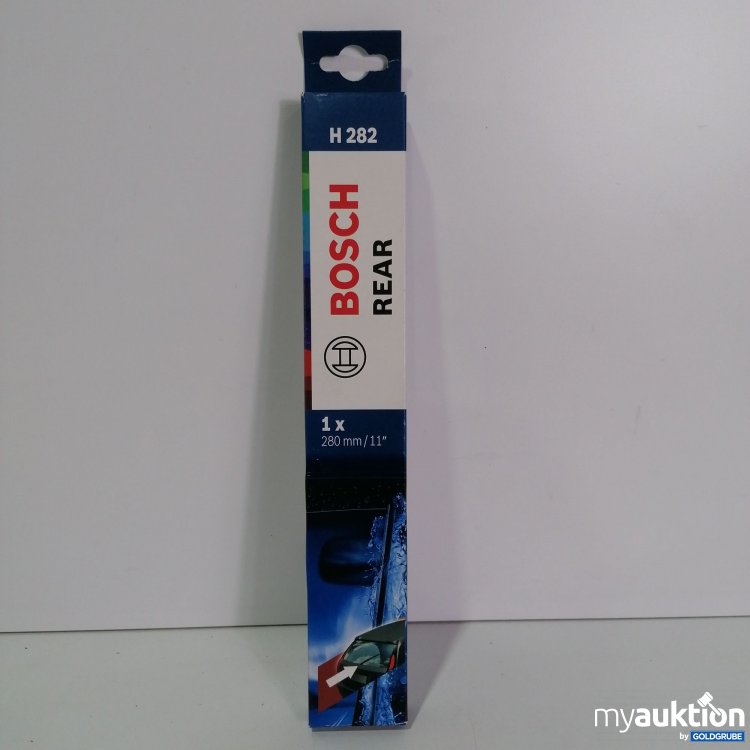 H 282
BOSCH
REAR
1 x
280 mm / 11"
myauktion
by GOLDGRUBE